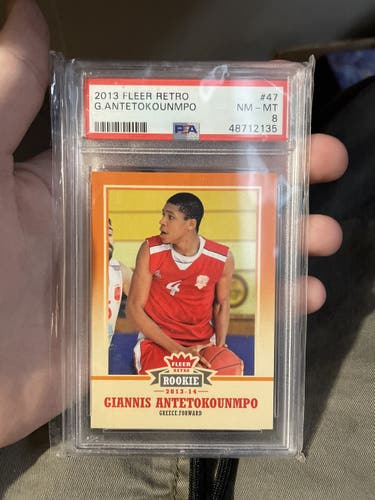 2013 FLEER RETRO #47
G.ANTETOKOUNMPO NM-MT
8
PSA 48712135
4
FLEER
RETRO
ROOKIE
2013-14
GIANNIS ANTETOKOUNMPO
GREECE FORWARD